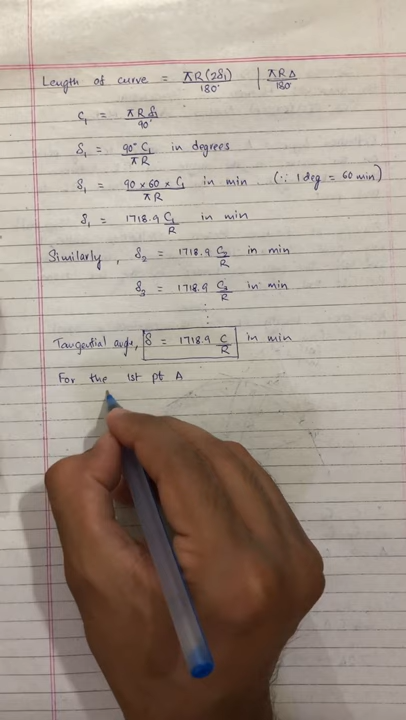 Length of curve = πR(2δ₁)/180° | πRΔ/180°
C₁ = πRδ₁/90°
δ₁ = 90° C₁/πR in degrees
δ₁ = 90 x 60 x C₁/πR in min (∵ 1 deg = 60 min)
δ₁ = 1718.9 C₁/R in min
Similarly, δ₂ = 1718.9 C₂/R in min
δ₃ = 1718.9 C₃/R in min
⋮
Tangential angle, δ = 1718.9 C/R in min
For the 1st pt A